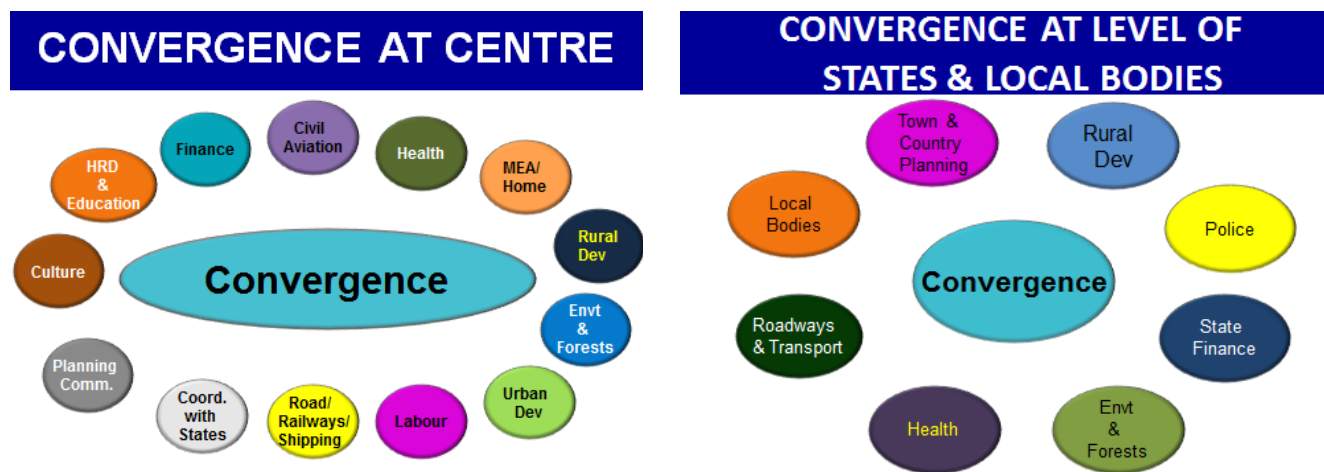 CONVERGENCE AT CENTRE
Civil
Aviation
Finance
Health
HRD
&
Education
MEA/
Home
Rural
Dev
Culture
Convergence
Envt
&
Forests
Planning
Comm.
Urban
Dev
Coord.
with
States
Road/
Railways/
Shipping
Labour
CONVERGENCE AT LEVEL OF
STATES & LOCAL BODIES
Town &
Country
Planning
Rural
Dev
Local
Bodies
Police
Convergence
Roadways
& Transport
State
Finance
Health
Envt
&
Forests